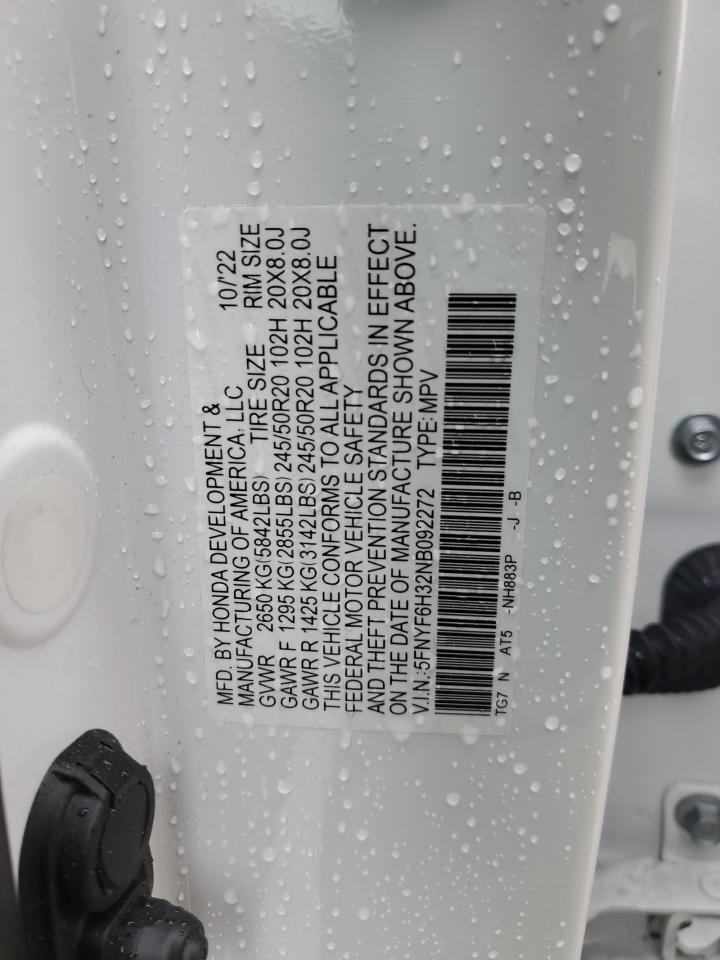 MFD. BY HONDA DEVELOPMENT &
MANUFACTURING OF AMERICA, LLC 10/'22
GVWR 2650 KG(5842LBS) TIRE SIZE RIM SIZE
GAWR F 1295 KG(2855LBS) 245/50R20 102H 20X8.0J
GAWR R 1425 KG(3142LBS) 245/50R20 102H 20X8.0J
THIS VEHICLE CONFORMS TO ALL APPLICABLE
FEDERAL MOTOR VEHICLE SAFETY
AND THEFT PREVENTION STANDARDS IN EFFECT
ON THE DATE OF MANUFACTURE SHOWN ABOVE.
V.I.N.:5FNYF6H32NB092272 TYPE:MPV
TG7 N AT5 -NH883P -J -B